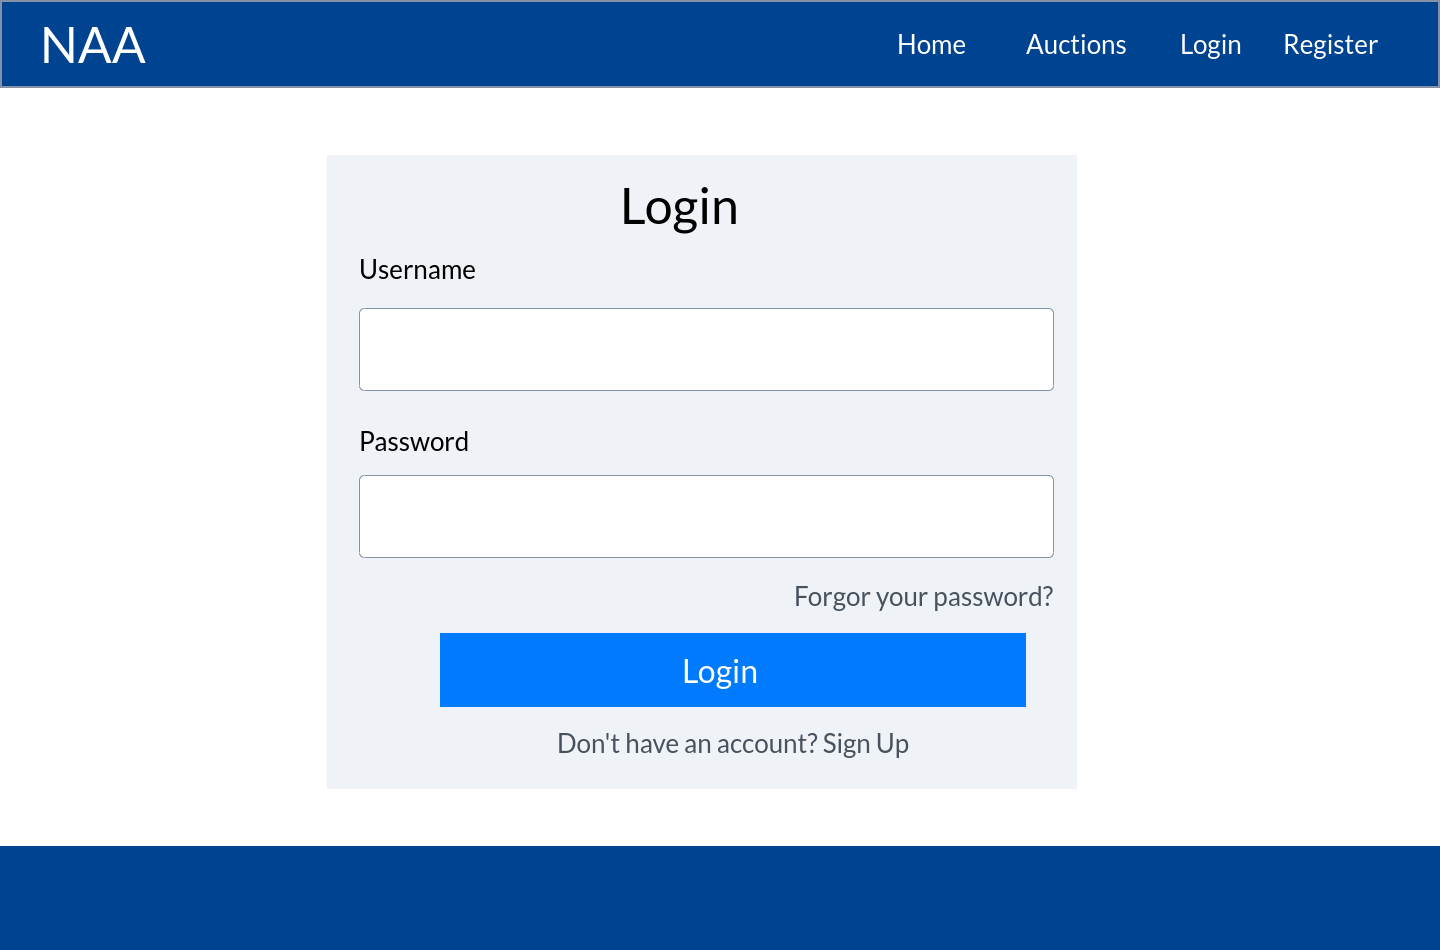 NAA
Home Auctions Login Register
Login
Username
Password
Forgor your password?
Login
Don't have an account? Sign Up